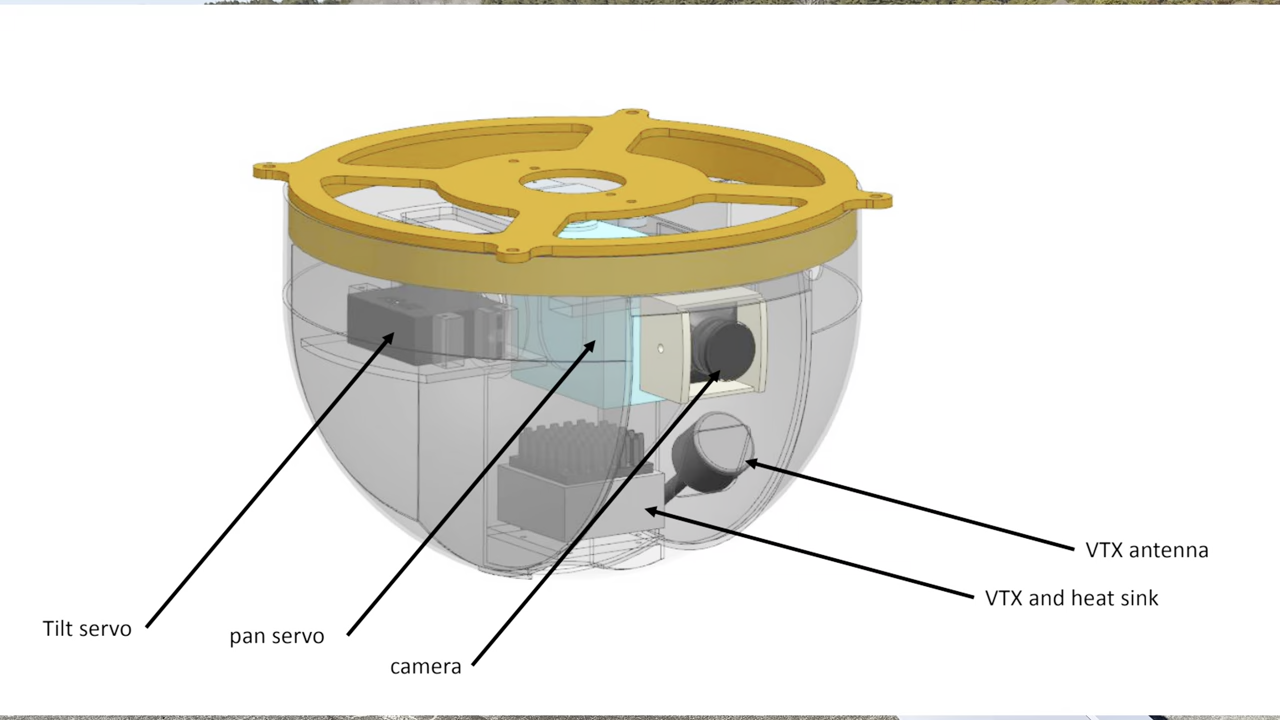 VTX antenna
VTX and heat sink
Tilt servo
pan servo
camera